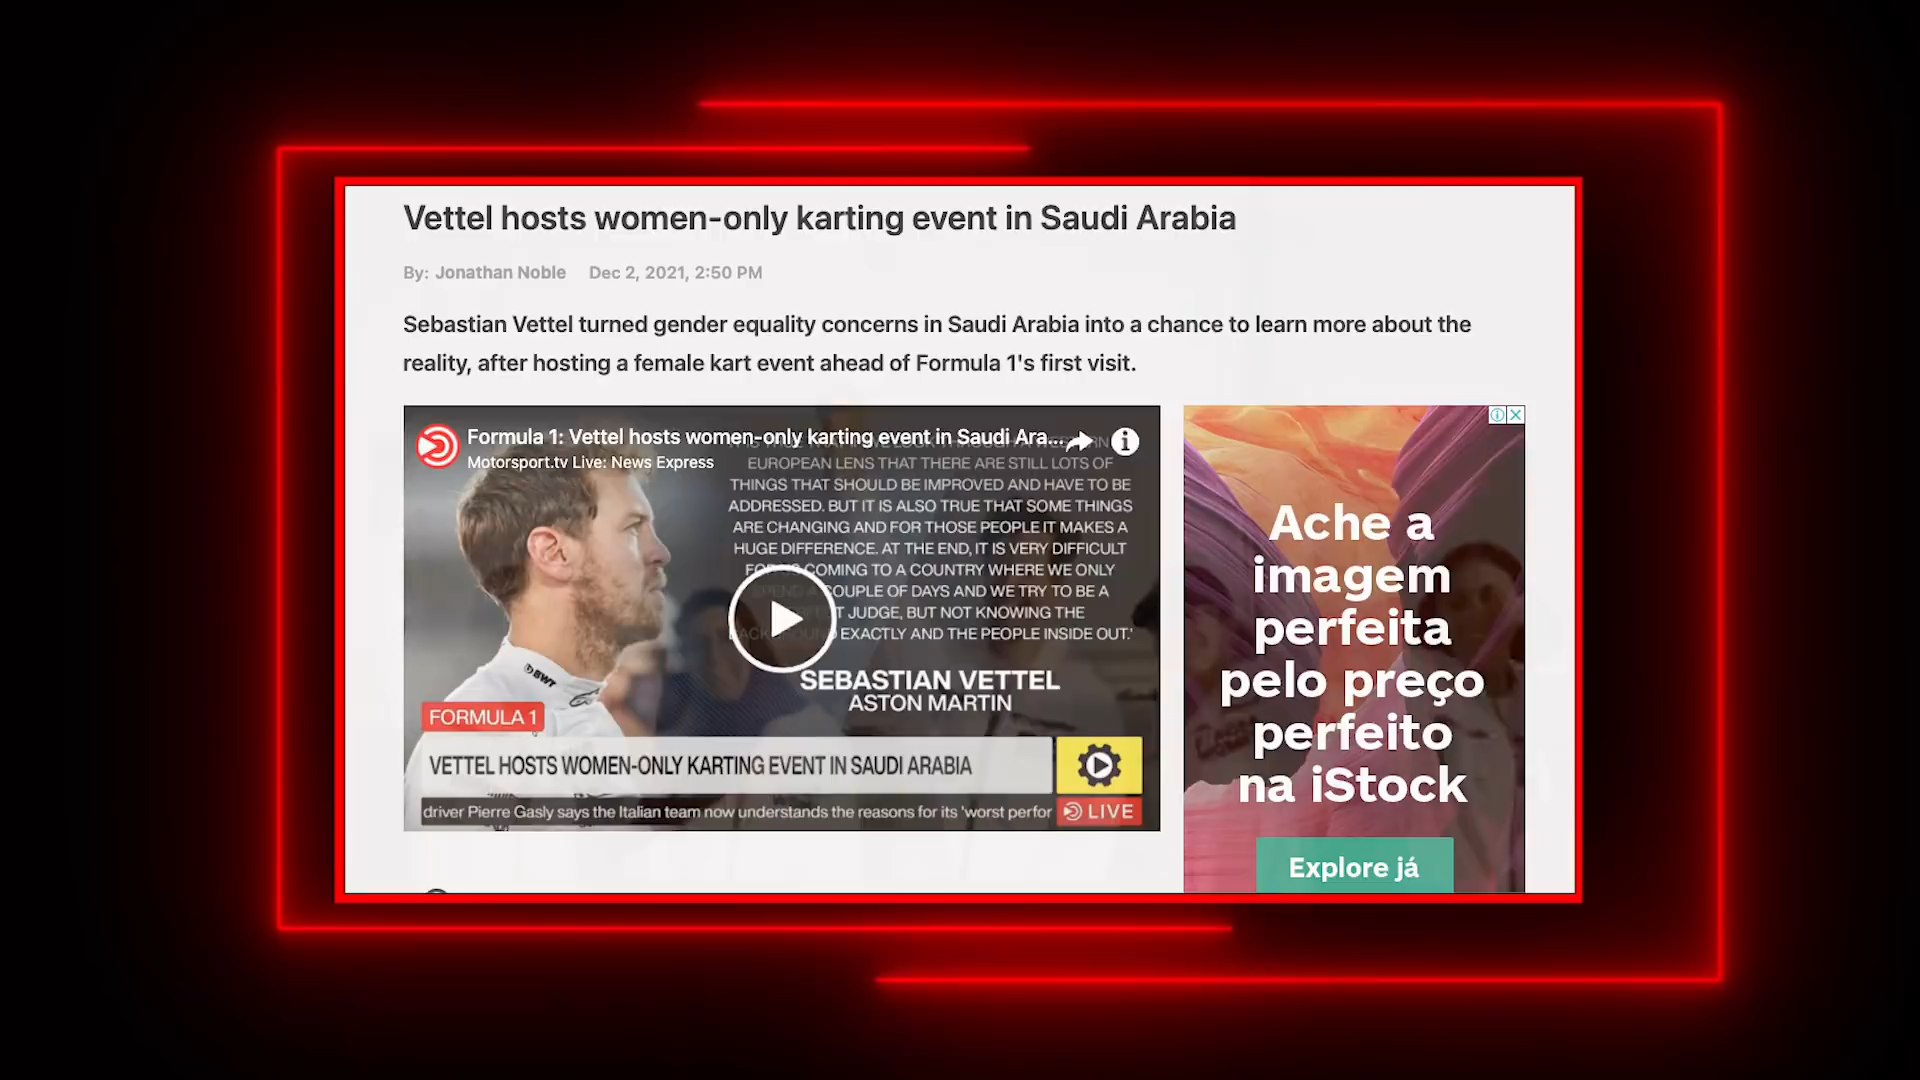 Vettel hosts women-only karting event in Saudi Arabia
By: Jonathan Noble Dec 2, 2021, 2:50 PM
Sebastian Vettel turned gender equality concerns in Saudi Arabia into a chance to learn more about the
reality, after hosting a female kart event ahead of Formula 1's first visit.
Formula 1: Vettel hosts women-only karting event in Saudi Ara...
Motorsport.tv Live: News Express
EUROPEAN LENS THAT THERE ARE STILL LOTS OF
THINGS THAT SHOULD BE IMPROVED AND HAVE TO BE
ADDRESSED. BUT IT IS ALSO TRUE THAT SOME THINGS
ARE CHANGING AND FOR THOSE PEOPLE IT MAKES A
HUGE DIFFERENCE. AT THE END, IT IS VERY DIFFICULT
COMING TO A COUNTRY WHERE WE ONLY
COUPLE OF DAYS AND WE TRY TO BE A
JUDGE, BUT NOT KNOWING THE
EXACTLY AND THE PEOPLE INSIDE OUT.'
SEBASTIAN VETTEL
ASTON MARTIN
BWT
FORMULA 1
VETTEL HOSTS WOMEN-ONLY KARTING EVENT IN SAUDI ARABIA
driver Pierre Gasly says the Italian team now understands the reasons for its 'worst perfor
LIVE
Ache a
imagem
perfeita
pelo preço
perfeito
na iStock
Explore já